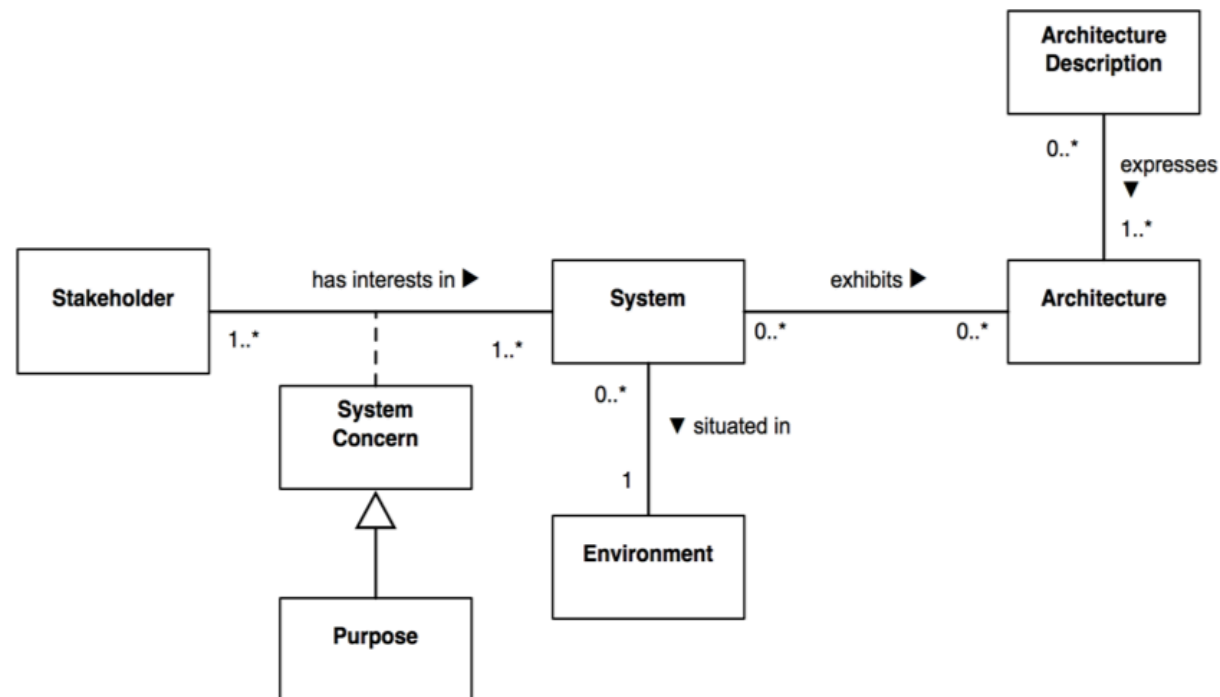 Architecture
Description
0..*
expresses
▼
1..*
Stakeholder
has interests in ▶
System
exhibits ▶
Architecture
1..*
1..*
0..*
0..*
System
Concern
0..*
▼ situated in
1
Environment
Purpose